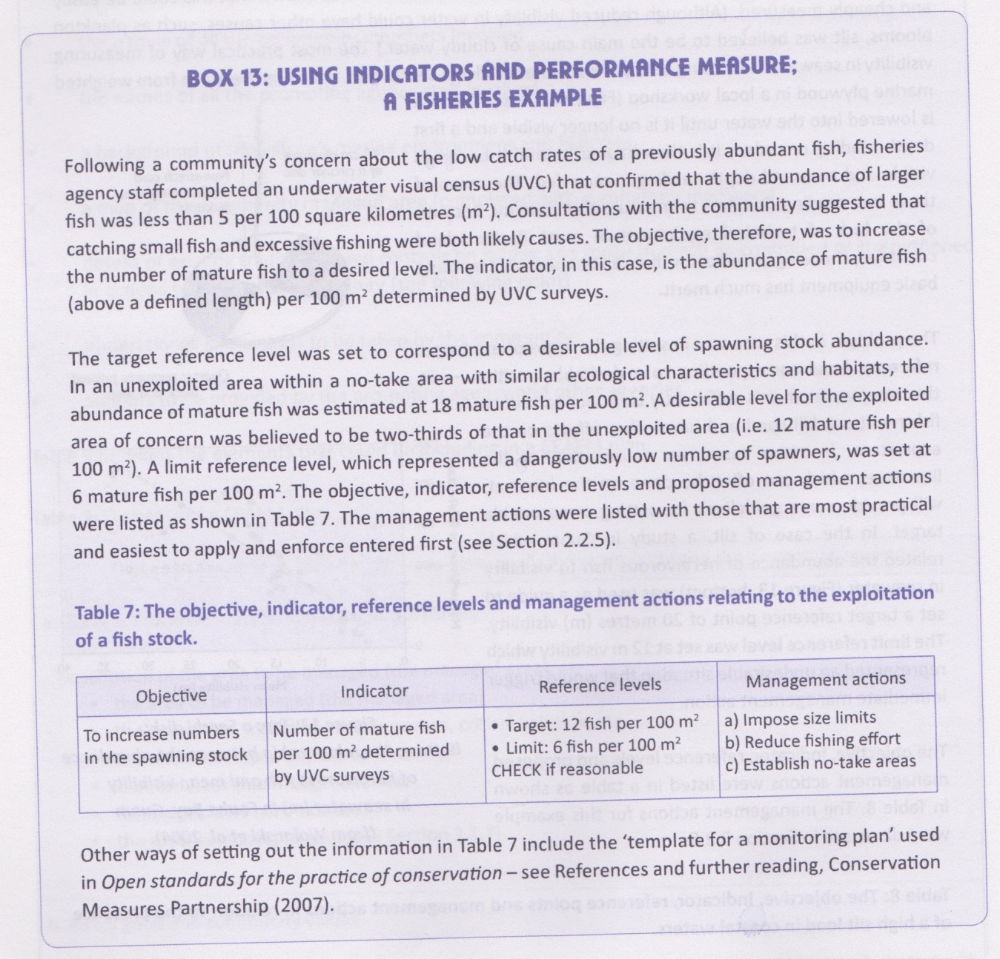 BOX 13: USING INDICATORS AND PERFORMANCE MEASURE;
A FISHERIES EXAMPLE
Following a community's concern about the low catch rates of a previously abundant fish, fisheries
agency staff completed an underwater visual census (UVC) that confirmed that the abundance of larger
fish was less than 5 per 100 square kilometres (m²). Consultations with the community suggested that
catching small fish and excessive fishing were both likely causes. The objective, therefore, was to increase
the number of mature fish to a desired level. The indicator, in this case, is the abundance of mature fish
(above a defined length) per 100 m² determined by UVC surveys.
The target reference level was set to correspond to a desirable level of spawning stock abundance.
In an unexploited area within a no-take area with similar ecological characteristics and habitats, the
abundance of mature fish was estimated at 18 mature fish per 100 m². A desirable level for the exploited
area of concern was believed to be two-thirds of that in the unexploited area (i.e. 12 mature fish per
100 m²). A limit reference level, which represented a dangerously low number of spawners, was set at
6 mature fish per 100 m². The objective, indicator, reference levels and proposed management actions
were listed as shown in Table 7. The management actions were listed with those that are most practical
and easiest to apply and enforce entered first (see Section 2.2.5).
Table 7: The objective, indicator, reference levels and management actions relating to the exploitation
of a fish stock.
Objective Indicator Reference levels Management actions
To increase numbers
in the spawning stock
Number of mature fish
per 100 m² determined
by UVC surveys
• Target: 12 fish per 100 m²
• Limit: 6 fish per 100 m²
CHECK if reasonable
a) Impose size limits
b) Reduce fishing effort
c) Establish no-take areas
Other ways of setting out the information in Table 7 include the 'template for a monitoring plan' used
in Open standards for the practice of conservation – see References and further reading, Conservation
Measures Partnership (2007).